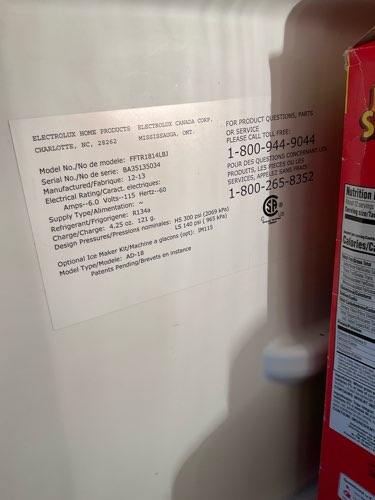 ELECTROLUX HOME PRODUCTS ELECTROLUX CANADA CORP.
CHARLOTTE, NC, 28262 MISSISSAUGA, ONT.
Model No./No de modele: FFTR1814LBJ
Serial No./No de serie: BA35135034
Manufactured/Fabrique: 12-13
Electrical Rating/Caract. electriques:
Amps--6.0 Volts--115 Hertz--60
Supply Type/Alimentation: ~
Refrigerant/Frigorigene: R134a
Charge/Charge: 4.25 oz. 121 g.
Design Pressures/Pressions nominales: HS 300 psi (2069 kPa)
LS 140 psi ( 965 kPa)
Optional Ice Maker Kit/Machine a glacons (opt): IM115
Model Type/Modele: AD-18
Patents Pending/Brevets en instance
FOR PRODUCT QUESTIONS, PARTS
OR SERVICE
PLEASE CALL TOLL FREE:
1-800-944-9044
POUR DES QUESTIONS CONCERNANT LES
PRODUITS, LES PIECES OU LES
SERVICES, APPELEZ SANS FRAIS.
1-800-265-8352
Nutrition
Calories/Ca